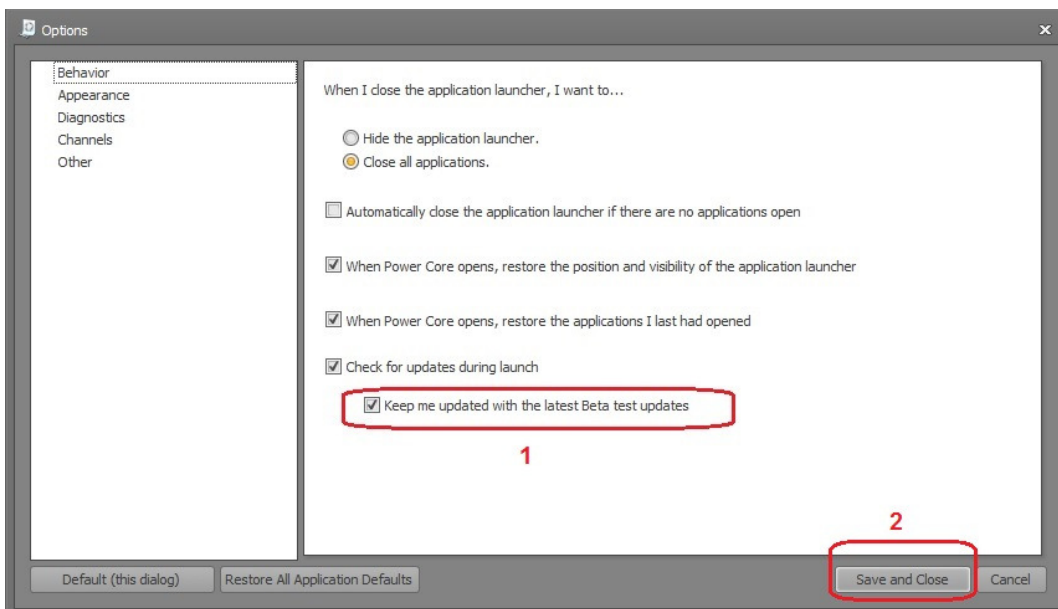 Options
Behavior
Appearance
Diagnostics
Channels
Other
When I close the application launcher, I want to...
Hide the application launcher.
Close all applications.
Automatically close the application launcher if there are no applications open
When Power Core opens, restore the position and visibility of the application launcher
When Power Core opens, restore the applications I last had opened
Check for updates during launch
Keep me updated with the latest Beta test updates
1
2
Default (this dialog)
Restore All Application Defaults
Save and Close
Cancel